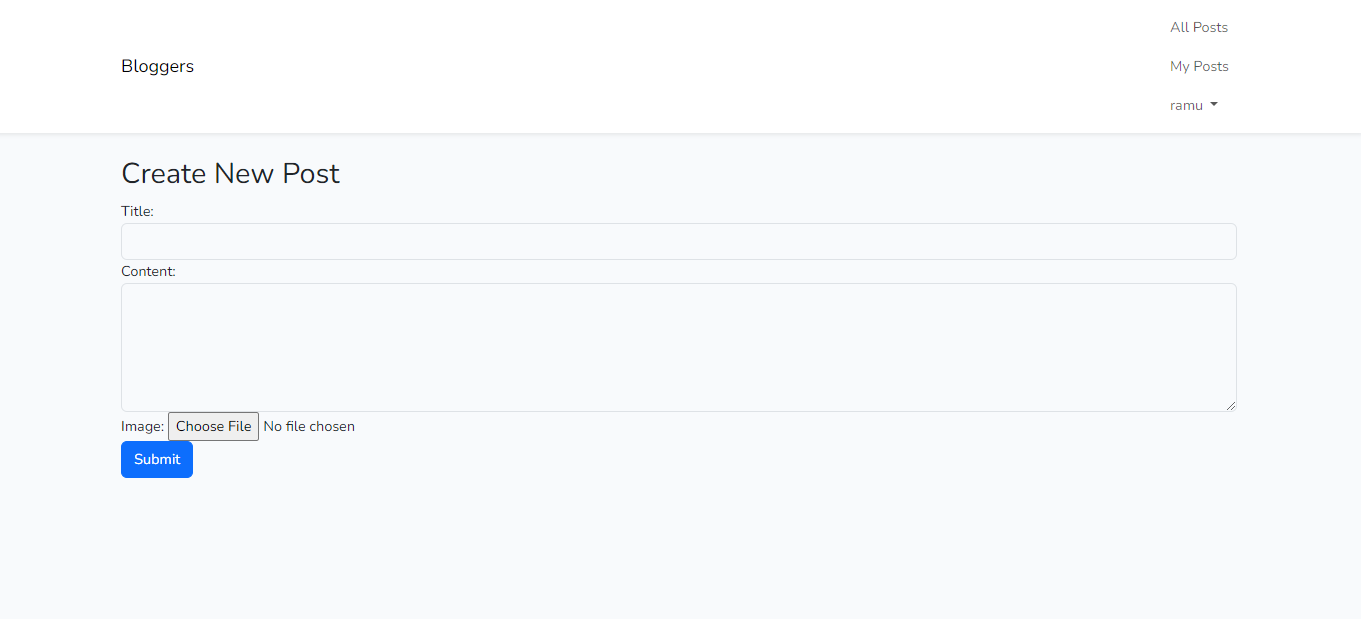 All Posts
Bloggers
My Posts
ramu
Create New Post
Title:
Content:
Image: Choose File No file chosen
Submit